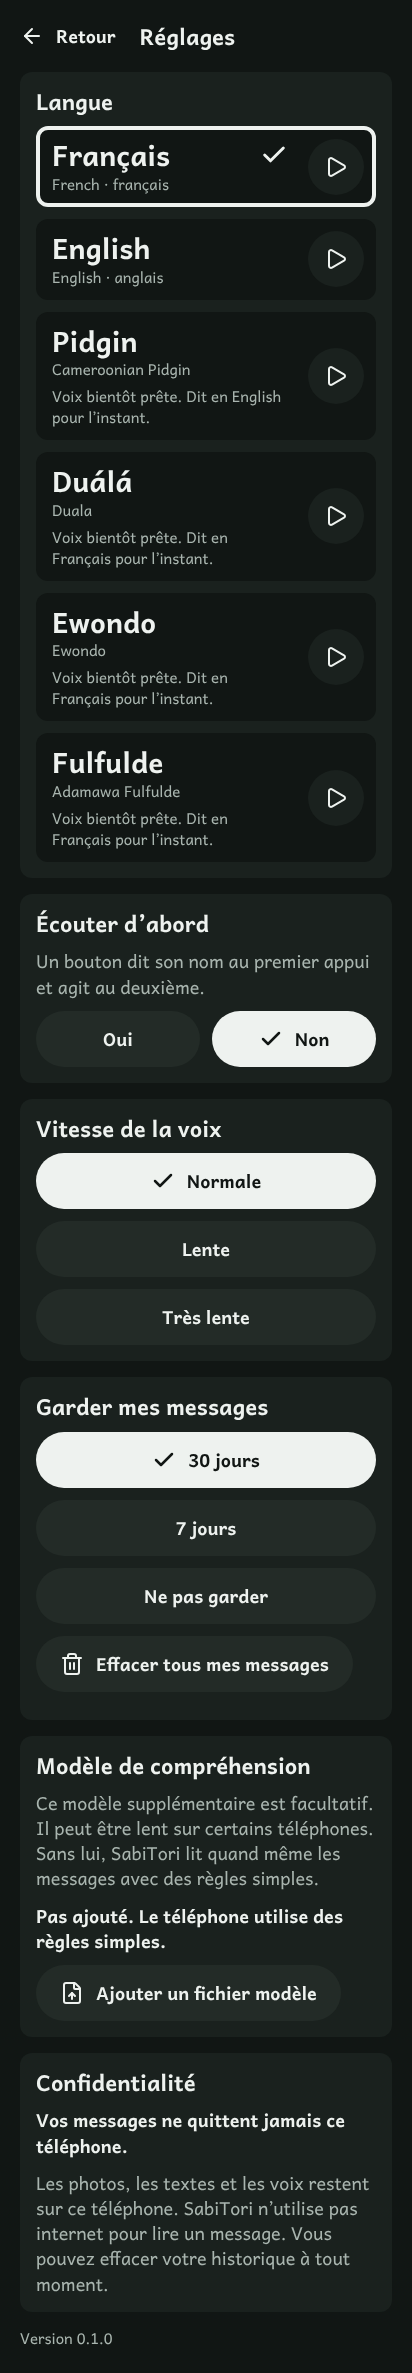 Retour Réglages
Langue
Français
French · français
English
English · anglais
Pidgin
Cameroonian Pidgin
Voix bientôt prête. Dit en English
pour l’instant.
Duálá
Duala
Voix bientôt prête. Dit en
Français pour l’instant.
Ewondo
Ewondo
Voix bientôt prête. Dit en
Français pour l’instant.
Fulfulde
Adamawa Fulfulde
Voix bientôt prête. Dit en
Français pour l’instant.
Écouter d’abord
Un bouton dit son nom au premier appui
et agit au deuxième.
Oui Non
Vitesse de la voix
Normale
Lente
Très lente
Garder mes messages
30 jours
7 jours
Ne pas garder
Effacer tous mes messages
Modèle de compréhension
Ce modèle supplémentaire est facultatif.
Il peut être lent sur certains téléphones.
Sans lui, SabiTori lit quand même les
messages avec des règles simples.
Pas ajouté. Le téléphone utilise des
règles simples.
Ajouter un fichier modèle
Confidentialité
Vos messages ne quittent jamais ce
téléphone.
Les photos, les textes et les voix restent
sur ce téléphone. SabiTori n’utilise pas
internet pour lire un message. Vous
pouvez effacer votre historique à tout
moment.
Version 0.1.0